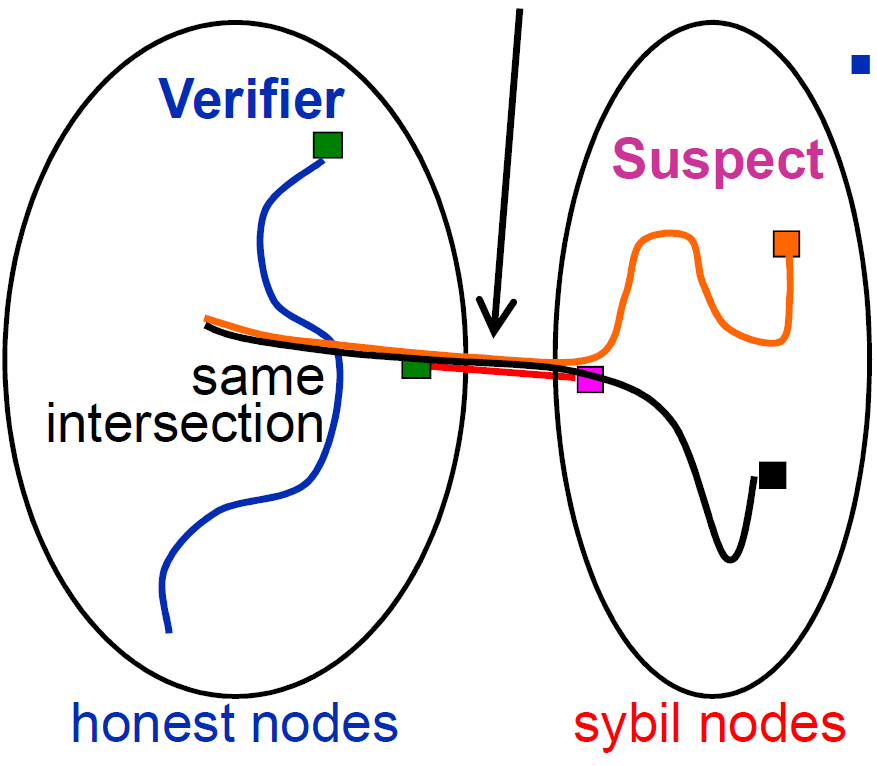 Verifier
Suspect
same
intersection
honest nodes
sybil nodes